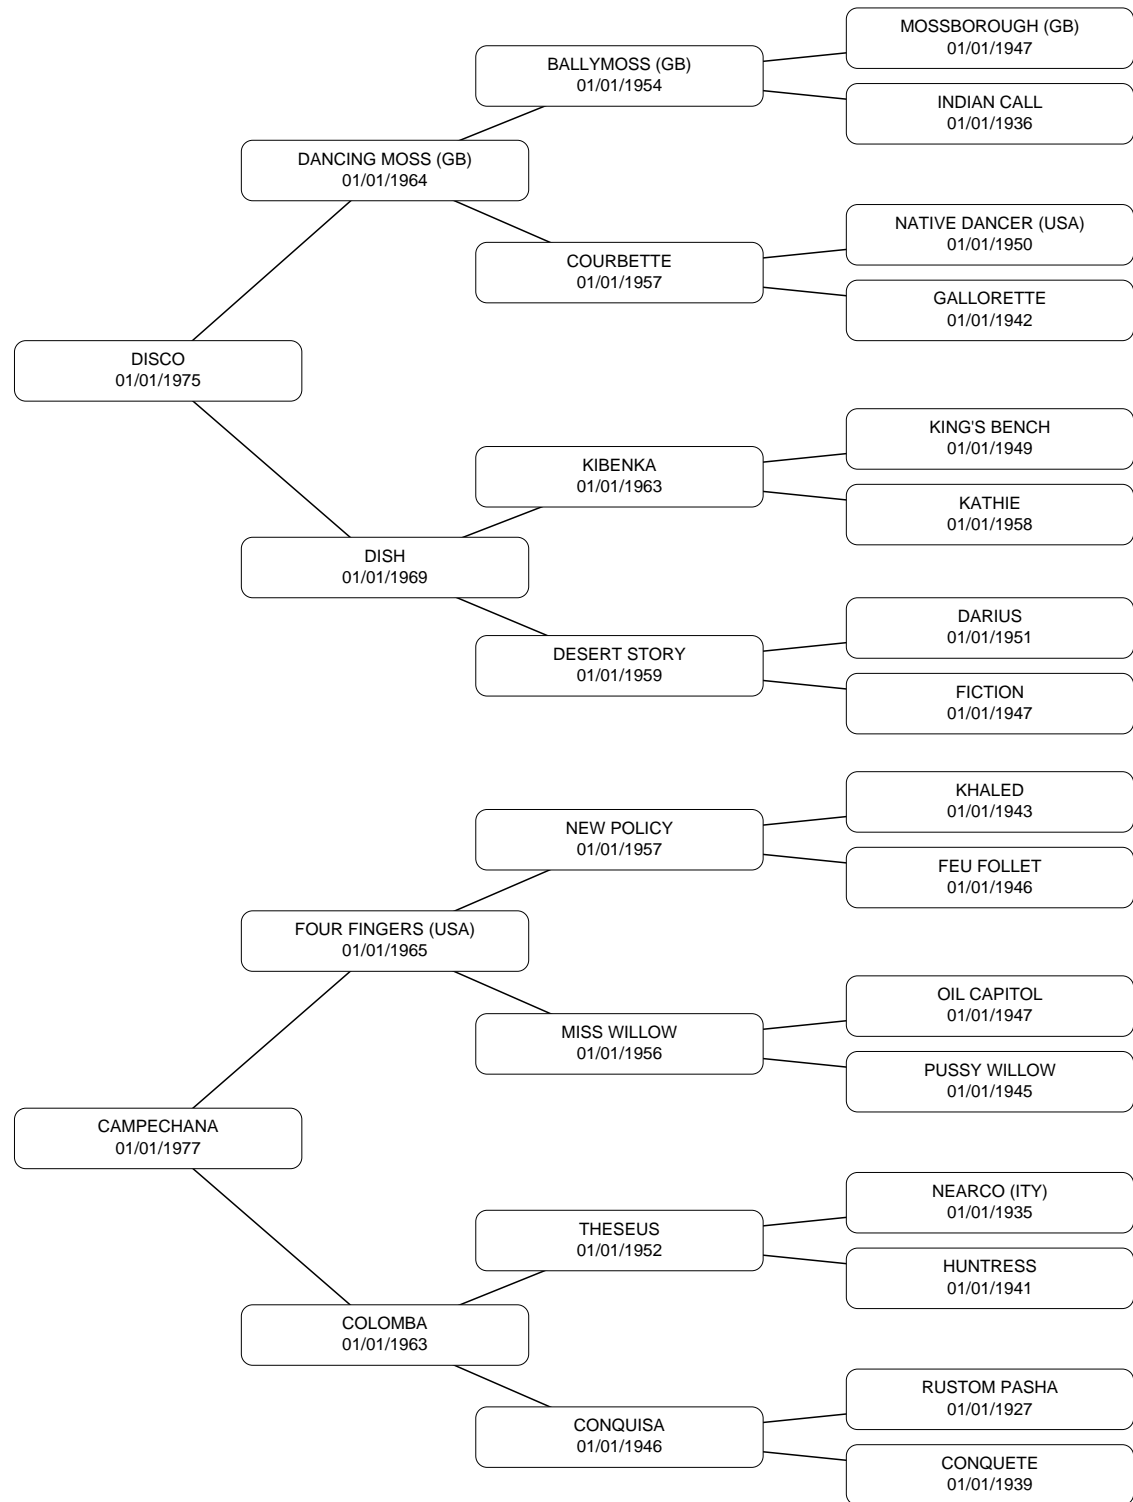 MOSSBOROUGH (GB)
01/01/1947
BALLYMOSS (GB)
01/01/1954
INDIAN CALL
01/01/1936
DANCING MOSS (GB)
01/01/1964
NATIVE DANCER (USA)
01/01/1950
COURBETTE
01/01/1957
GALLORETTE
01/01/1942
DISCO
01/01/1975
KING'S BENCH
01/01/1949
KIBENKA
01/01/1963
KATHIE
01/01/1958
DISH
01/01/1969
DARIUS
01/01/1951
DESERT STORY
01/01/1959
FICTION
01/01/1947
KHALED
01/01/1943
NEW POLICY
01/01/1957
FEU FOLLET
01/01/1946
FOUR FINGERS (USA)
01/01/1965
OIL CAPITOL
01/01/1947
MISS WILLOW
01/01/1956
PUSSY WILLOW
01/01/1945
CAMPECHANA
01/01/1977
NEARCO (ITY)
01/01/1935
THESEUS
01/01/1952
HUNTRESS
01/01/1941
COLOMBA
01/01/1963
RUSTOM PASHA
01/01/1927
CONQUISA
01/01/1946
CONQUETE
01/01/1939